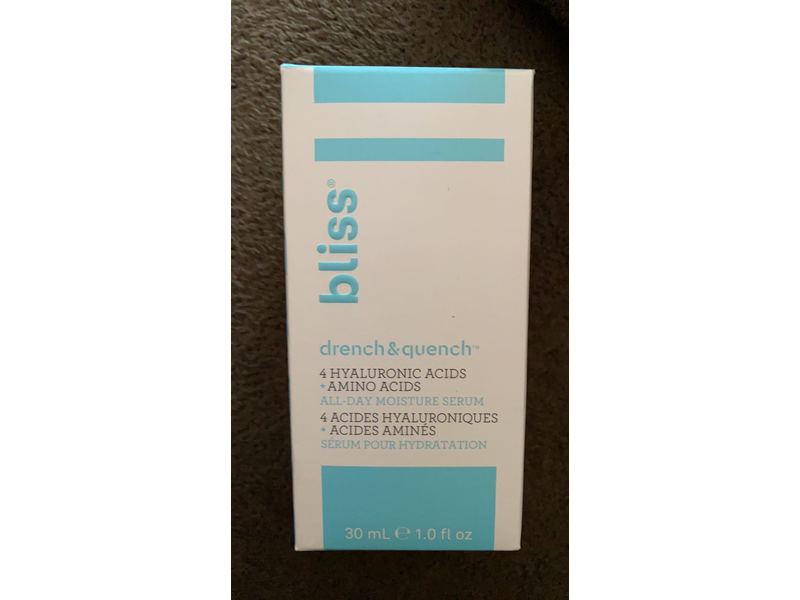 bliss®
drench&quench™
4 HYALURONIC ACIDS
+ AMINO ACIDS
ALL-DAY MOISTURE SERUM
4 ACIDES HYALURONIQUES
+ ACIDES AMINÉS
SÉRUM POUR HYDRATATION
30 mL ℮ 1.0 fl oz